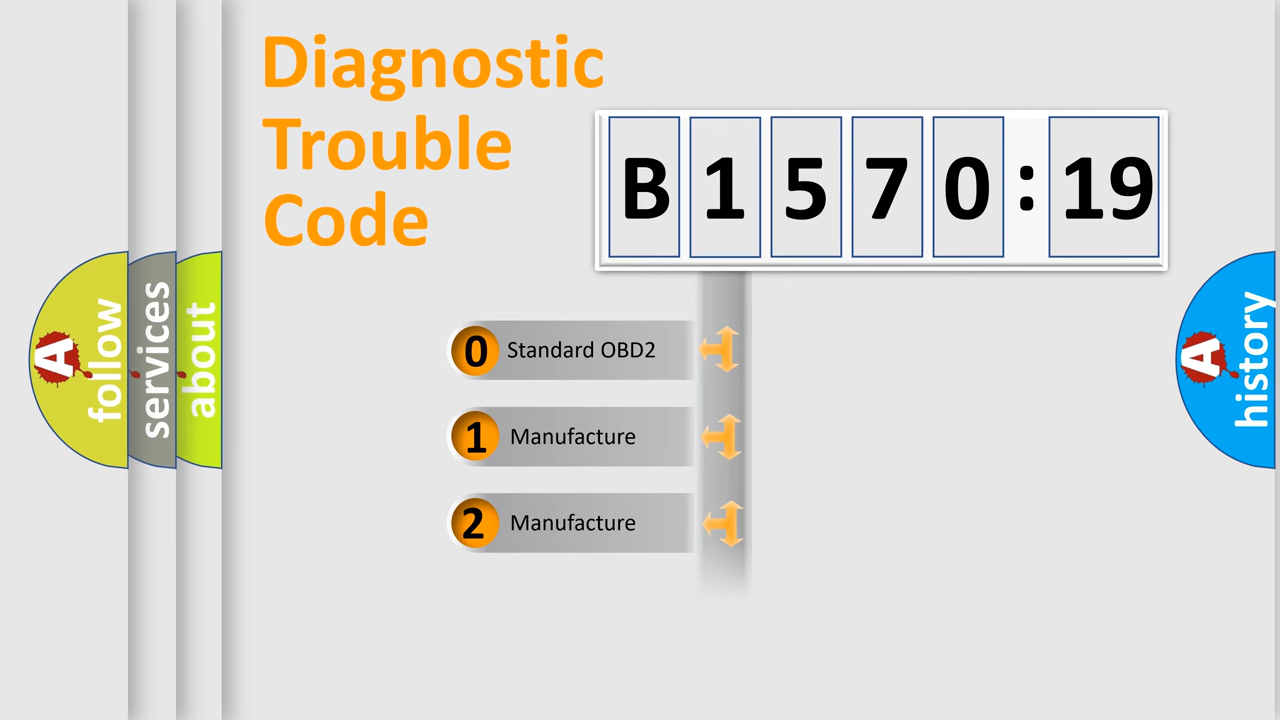 Diagnostic
Trouble
Code
B 1 5 7 0 : 19
0 Standard OBD2
1 Manufacture
2 Manufacture
A follow
services
about
A history